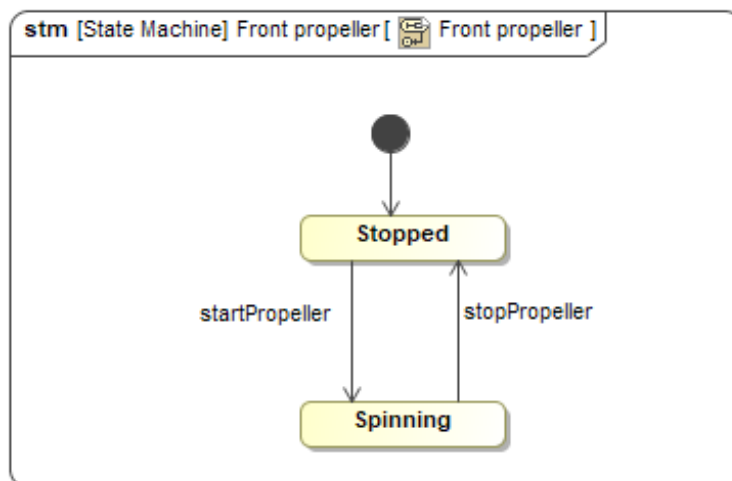 stm [State Machine] Front propeller[ Front propeller ]
Stopped
startPropeller
stopPropeller
Spinning